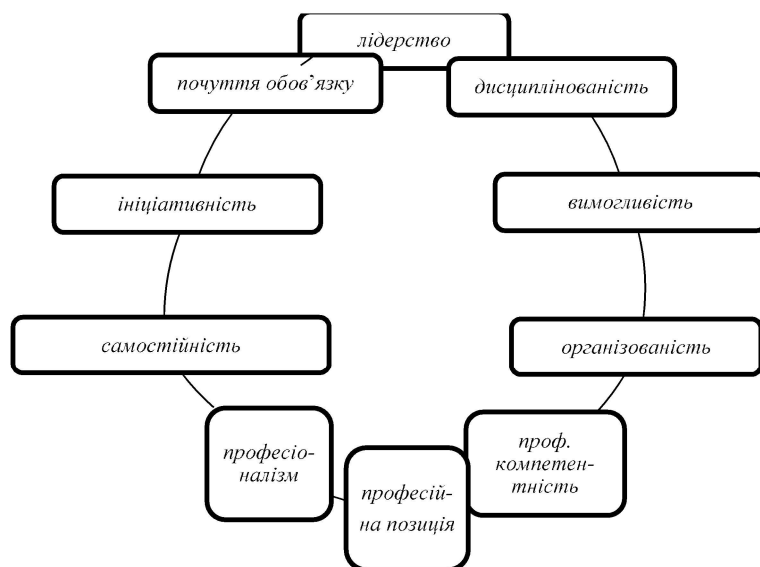 лідерство
почуття обов’язку
дисциплінованість
ініціативність
вимогливість
самостійність
організованість
професіо-
налізм
проф.
компетен-
тність
професій-
на позиція